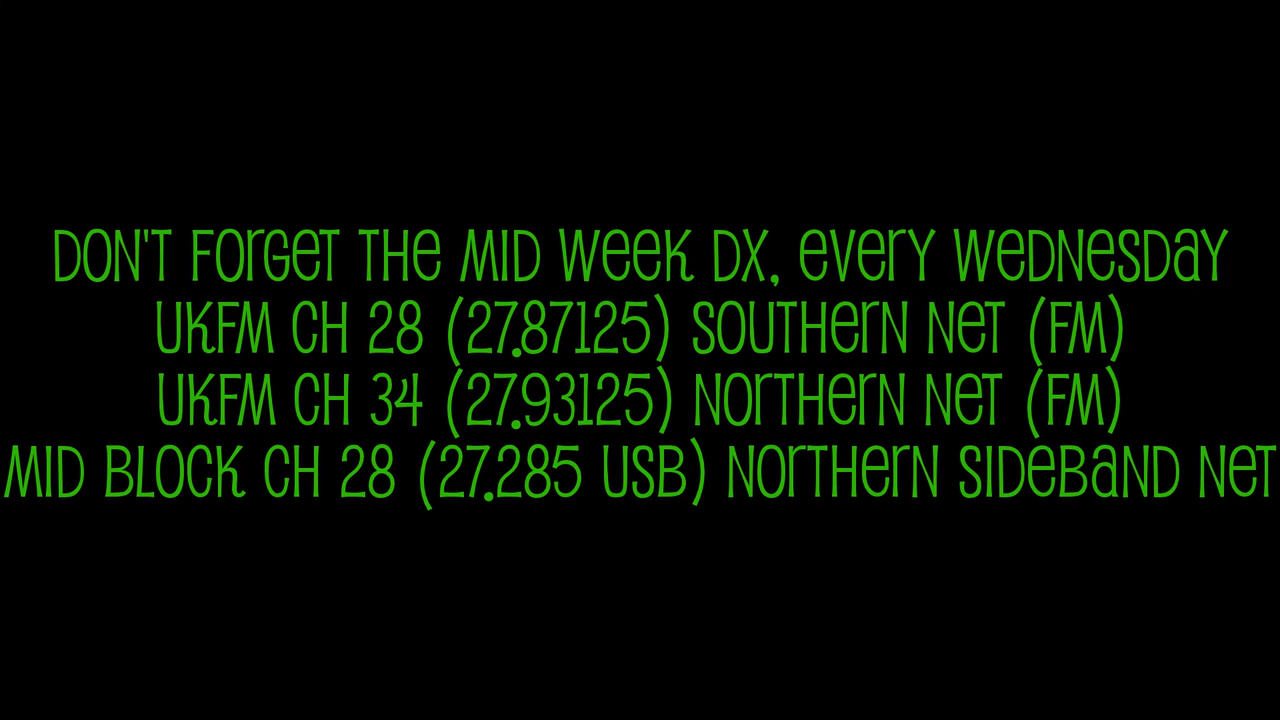 DON'T FORGET THE MID WEEK DX, EVERY WEDNESDAY
UKFM CH 28 (27.87125) SOUTHERN NET (FM)
UKFM CH 34 (27.93125) NORTHERN NET (FM)
MID BLOCK CH 28 (27.285 USB) NORTHERN SIDEBAND NET